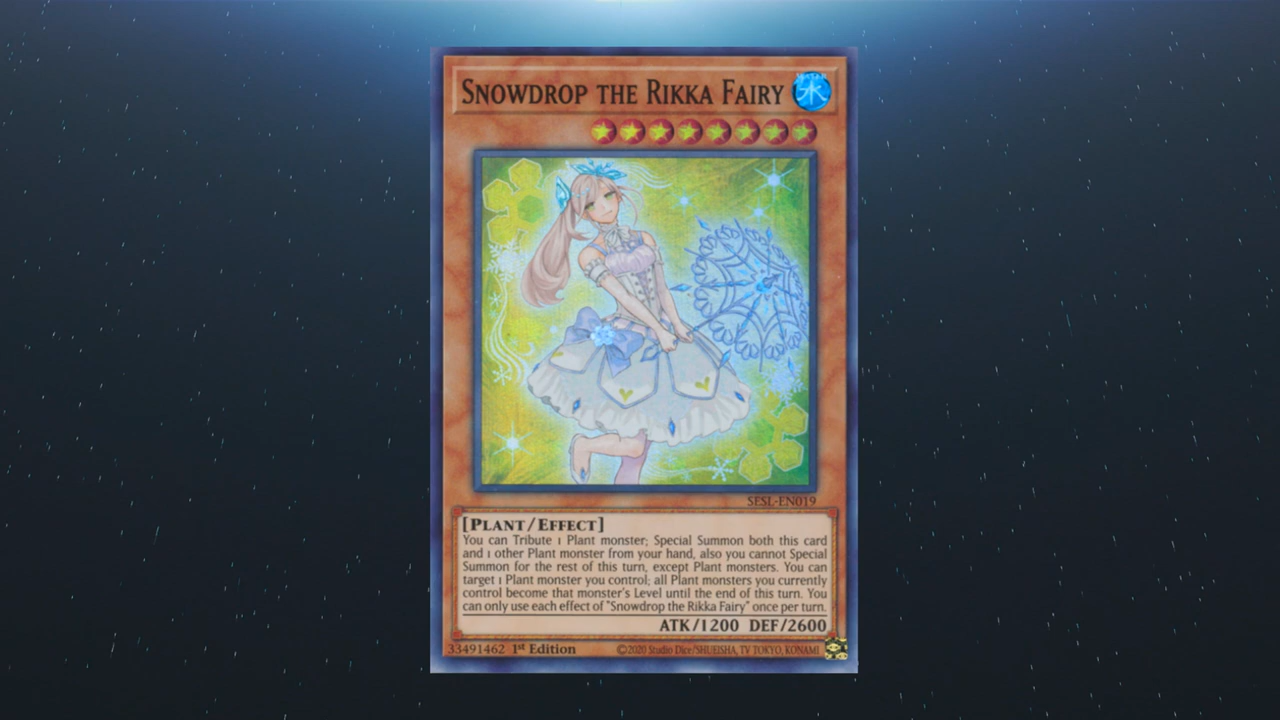 SNOWDROP THE RIKKA FAIRY
WATER
水
SESL-EN019
[PLANT/EFFECT]
You can Tribute 1 Plant monster; Special Summon both this card
and 1 other Plant monster from your hand, also you cannot Special
Summon for the rest of this turn, except Plant monsters. You can
target 1 Plant monster you control; all Plant monsters you currently
control become that monster's Level until the end of this turn. You
can only use each effect of "Snowdrop the Rikka Fairy" once per turn.
ATK/1200 DEF/2600
33491462 1st Edition ©2020 Studio Dice/SHUEISHA, TV TOKYO, KONAMI